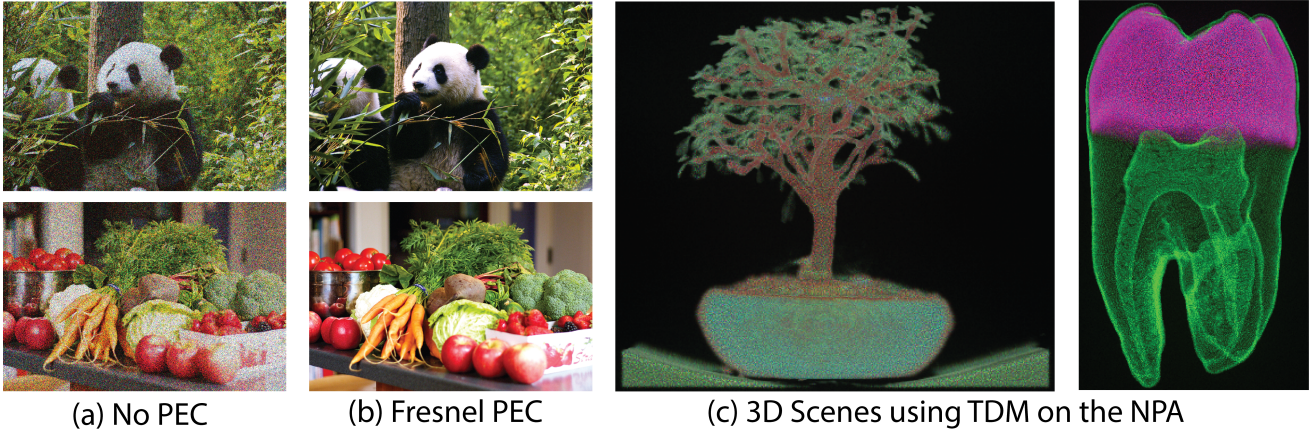 (a) No PEC
(b) Fresnel PEC
(c) 3D Scenes using TDM on the NPA